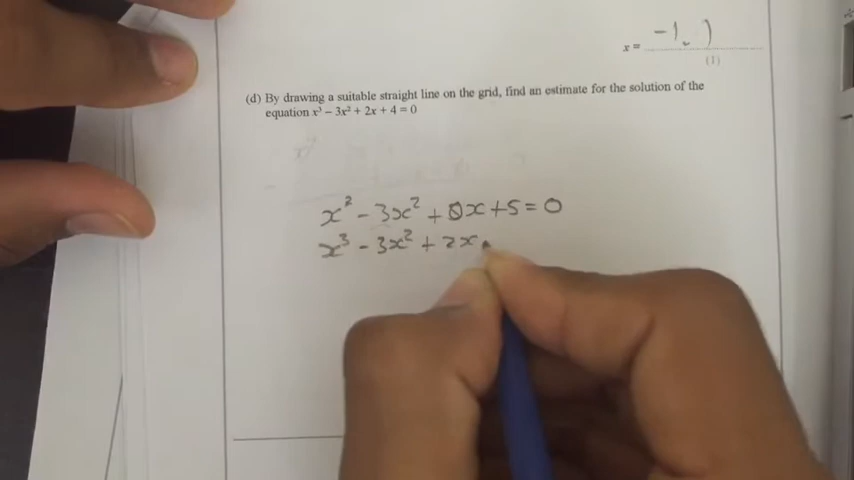 x = -1.1
(1)
(d) By drawing a suitable straight line on the grid, find an estimate for the solution of the
equation x³ – 3x² + 2x + 4 = 0
x² - 3x² + 0x + 5 = 0
x³ - 3x² + 2x